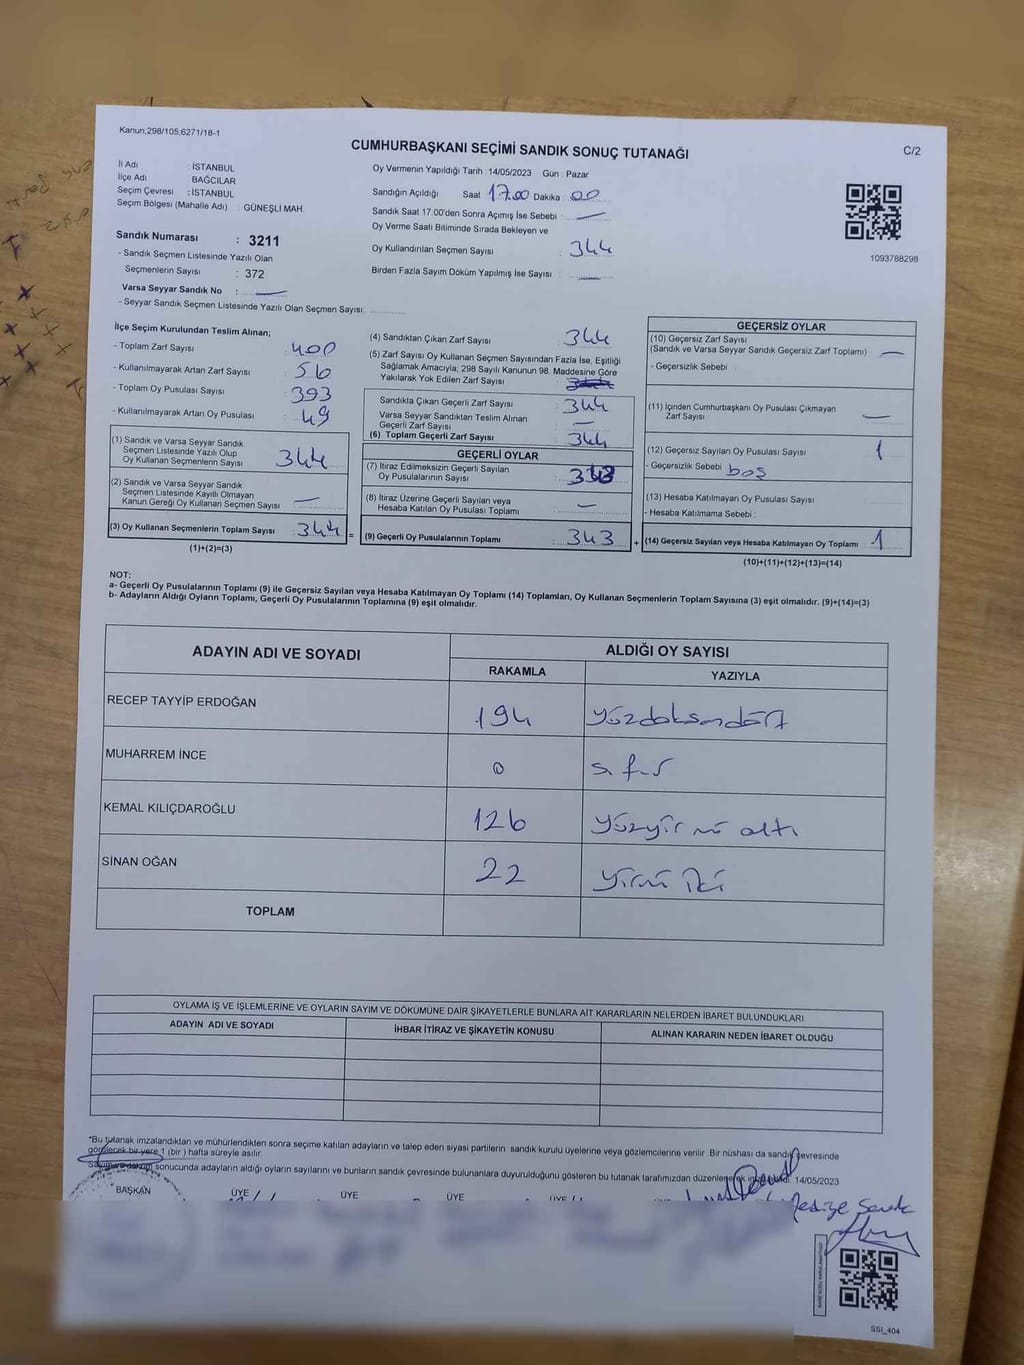 Kanun:298/105,6271/18-1
CUMHURBAŞKANI SEÇİMİ SANDIK SONUÇ TUTANAĞI
C/2
İl Adı : İSTANBUL
İlçe Adı : BAĞCILAR
Seçim Çevresi : İSTANBUL
Seçim Bölgesi (Mahalle Adı) GÜNEŞLİ MAH.
Sandık Numarası : 3211
- Sandık Seçmen Listesinde Yazılı Olan
Seçmenlerin Sayısı : 372
Varsa Seyyar Sandık No : —
- Seyyar Sandık Seçmen Listesinde Yazılı Olan Seçmen Sayısı:
Oy Vermenin Yapıldığı Tarih : 14/05/2023 Gün : Pazar
Sandığın Açıldığı Saat 17.00 Dakika : 00
Sandık Saat 17:00'den Sonra Açımış İse Sebebi : —
Oy Verme Saati Bitiminde Sırada Bekleyen ve
Oy Kullandırılan Seçmen Sayısı : 344
Birden Fazla Sayım Döküm Yapılmış İse Sayısı : —
1093788298
İlçe Seçim Kurulundan Teslim Alınan;
- Toplam Zarf Sayısı : 400
- Kullanılmayarak Artan Zarf Sayısı : 56
- Toplam Oy Pusulası Sayısı : 393
- Kullanılmayarak Artan Oy Pusulası : 49
(1) Sandık ve Varsa Seyyar Sandık
Seçmen Listesinde Yazılı Olup
Oy Kullanan Seçmenlerin Sayısı 344
(2) Sandık ve Varsa Seyyar Sandık
Seçmen Listesinde Kayıtlı Olmayan
Kanun Gereği Oy Kullanan Seçmen Sayısı : —
(3) Oy Kullanan Seçmenlerin Toplam Sayısı : 344 =
(1)+(2)=(3)
(4) Sandıktan Çıkan Zarf Sayısı : 344
(5) Zarf Sayısı Oy Kullanan Seçmen Sayısından Fazla İse, Eşitliği
Sağlamak Amacıyla; 298 Sayılı Kanunun 98. Maddesine Göre
Yakılarak Yok Edilen Zarf Sayısı :
Sandıkta Çıkan Geçerli Zarf Sayısı : 344
Varsa Seyyar Sandıktan Teslim Alınan
Geçerli Zarf Sayısı : —
(6) Toplam Geçerli Zarf Sayısı : 344
GEÇERLİ OYLAR
(7) İtiraz Edilmeksizin Geçerli Sayılan
Oy Pusulalarının Sayısı :
(8) İtiraz Üzerine Geçerli Sayılan veya
Hesaba Katılan Oy Pusulası Toplamı : —
(9) Geçerli Oy Pusulalarının Toplamı : 343 +
GEÇERSİZ OYLAR
(10) Geçersiz Zarf Sayısı
(Sandık ve Varsa Seyyar Sandık Geçersiz Zarf Toplamı) : —
- Geçersizlik Sebebi :
(11) İçinden Cumhurbaşkanı Oy Pusulası Çıkmayan
Zarf Sayısı : —
(12) Geçersiz Sayılan Oy Pusulası Sayısı : 1
- Geçersizlik Sebebi : boş
(13) Hesaba Katılmayan Oy Pusulası Sayısı :
- Hesaba Katılmama Sebebi :
(14) Geçersiz Sayılan veya Hesaba Katılmayan Oy Toplamı : 1
(10)+(11)+(12)+(13)=(14)
NOT:
a- Geçerli Oy Pusulalarının Toplamı (9) ile Geçersiz Sayılan veya Hesaba Katılmayan Oy Toplamı (14) Toplamları, Oy Kullanan Seçmenlerin Toplam Sayısına (3) eşit olmalıdır. (9)+(14)=(3)
b- Adayların Aldığı Oyların Toplamı, Geçerli Oy Pusulalarının Toplamına (9) eşit olmalıdır.
ADAYIN ADI VE SOYADI
ALDIĞI OY SAYISI
RAKAMLA YAZIYLA
RECEP TAYYİP ERDOĞAN 194 yüzdoksandört
MUHARREM İNCE 0 sıfır
KEMAL KILIÇDAROĞLU 126 yüzyirmi altı
SİNAN OĞAN 22 yirmi iki
TOPLAM
OYLAMA İŞ VE İŞLEMLERİNE VE OYLARIN SAYIM VE DÖKÜMÜNE DAİR ŞİKAYETLERLE BUNLARA AİT KARARLARIN NELERDEN İBARET BULUNDUKLARI
ADAYIN ADI VE SOYADI İHBAR İTİRAZ VE ŞİKAYETİN KONUSU ALINAN KARARIN NEDEN İBARET OLDUĞU
*Bu tutanak imzalandıktan ve mühürlendikten sonra seçime katılan adayların ve talep eden siyasi partilerin sandık kurulu üyelerine veya gözlemcilerine verilir. Bir nüshası da sandık çevresinde
görülecek bir yere 1 (bir) hafta süreyle asılır.
Sayım ve döküm sonucunda adayların aldığı oyların sayılarını ve bunların sandık çevresinde bulunanlara duyurulduğunu gösteren bu tutanak tarafımızdan düzenlenerek 14/05/2023
BAŞKAN ÜYE ÜYE ÜYE ÜYE
SSI_404